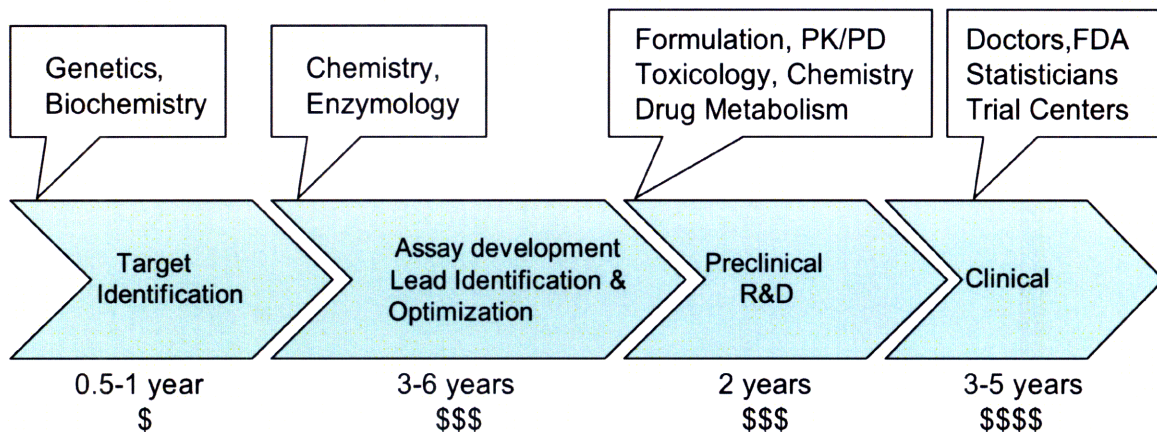 Genetics,
Biochemistry
Chemistry,
Enzymology
Formulation, PK/PD
Toxicology, Chemistry
Drug Metabolism
Doctors,FDA
Statisticians
Trial Centers
Target
Identification
Assay development
Lead Identification &
Optimization
Preclinical
R&D
Clinical
0.5-1 year
$
3-6 years
$$$
2 years
$$$
3-5 years
$$$$